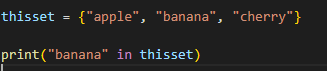 thisset = {"apple", "banana", "cherry"}
print("banana" in thisset)